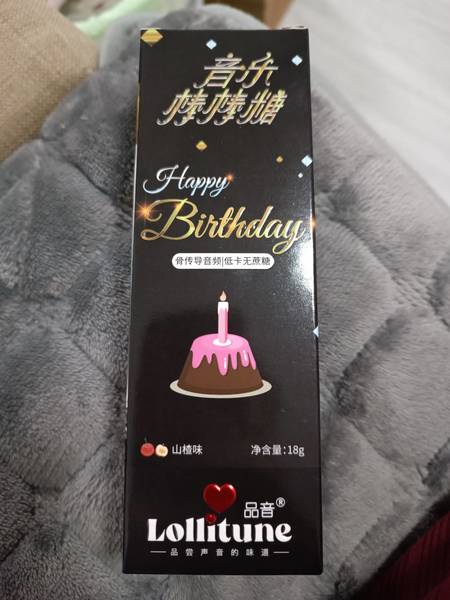 音乐
棒棒糖
Happy
Birthday
骨传导音频|低卡无蔗糖
山楂味 净含量:18g
品音®
Lollitune
品尝声音的味道